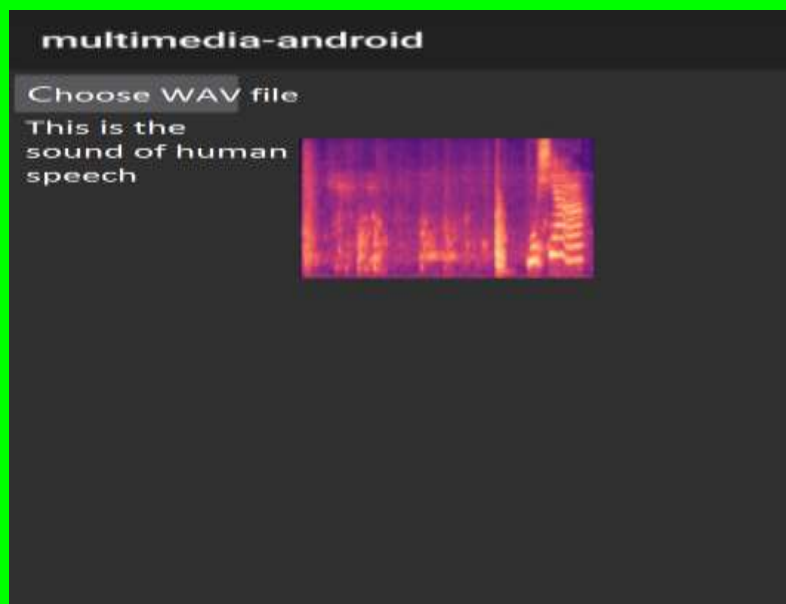 multimedia-android
Choose WAV file
This is the
sound of human
speech